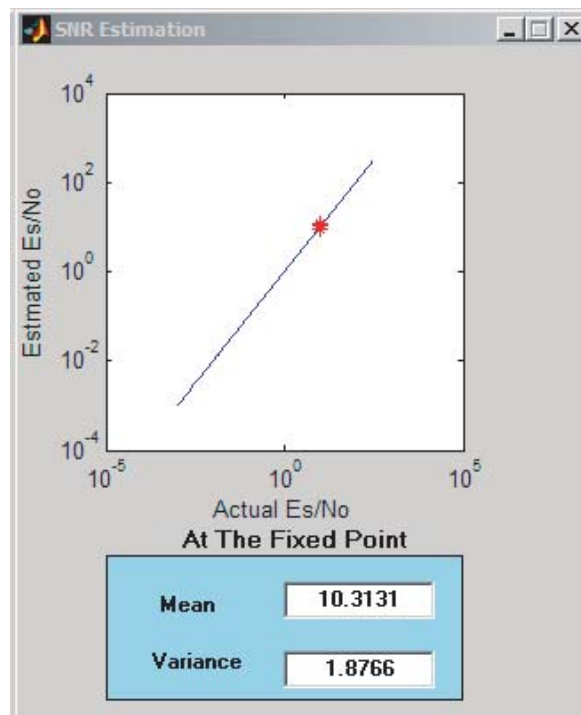 SNR Estimation
10^4
10^2
10^0
10^-2
10^-4
Estmated Es/No
10^-5 10^0 10^5
Actual Es/No
At The Fixed Point
Mean 10.3131
Variance 1.8766